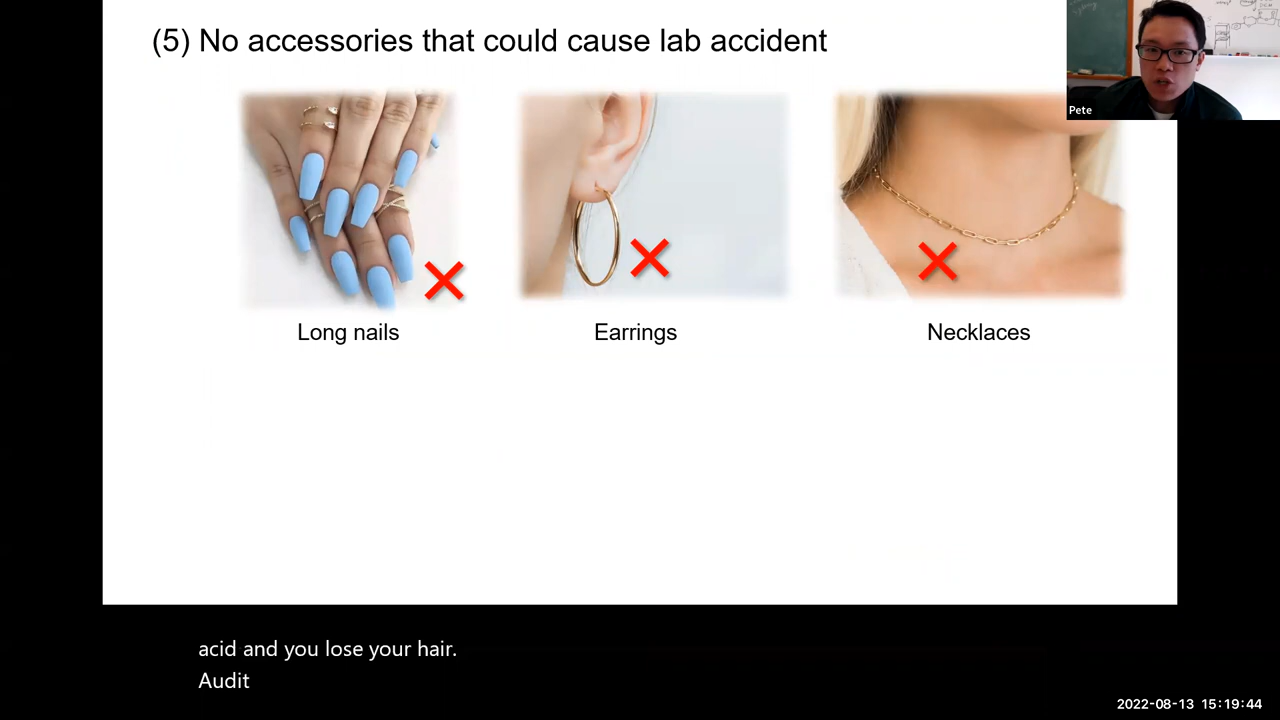 (5) No accessories that could cause lab accident
Pete
Long nails
Earrings
Necklaces
acid and you lose your hair.
Audit
2022-08-13 15:19:44